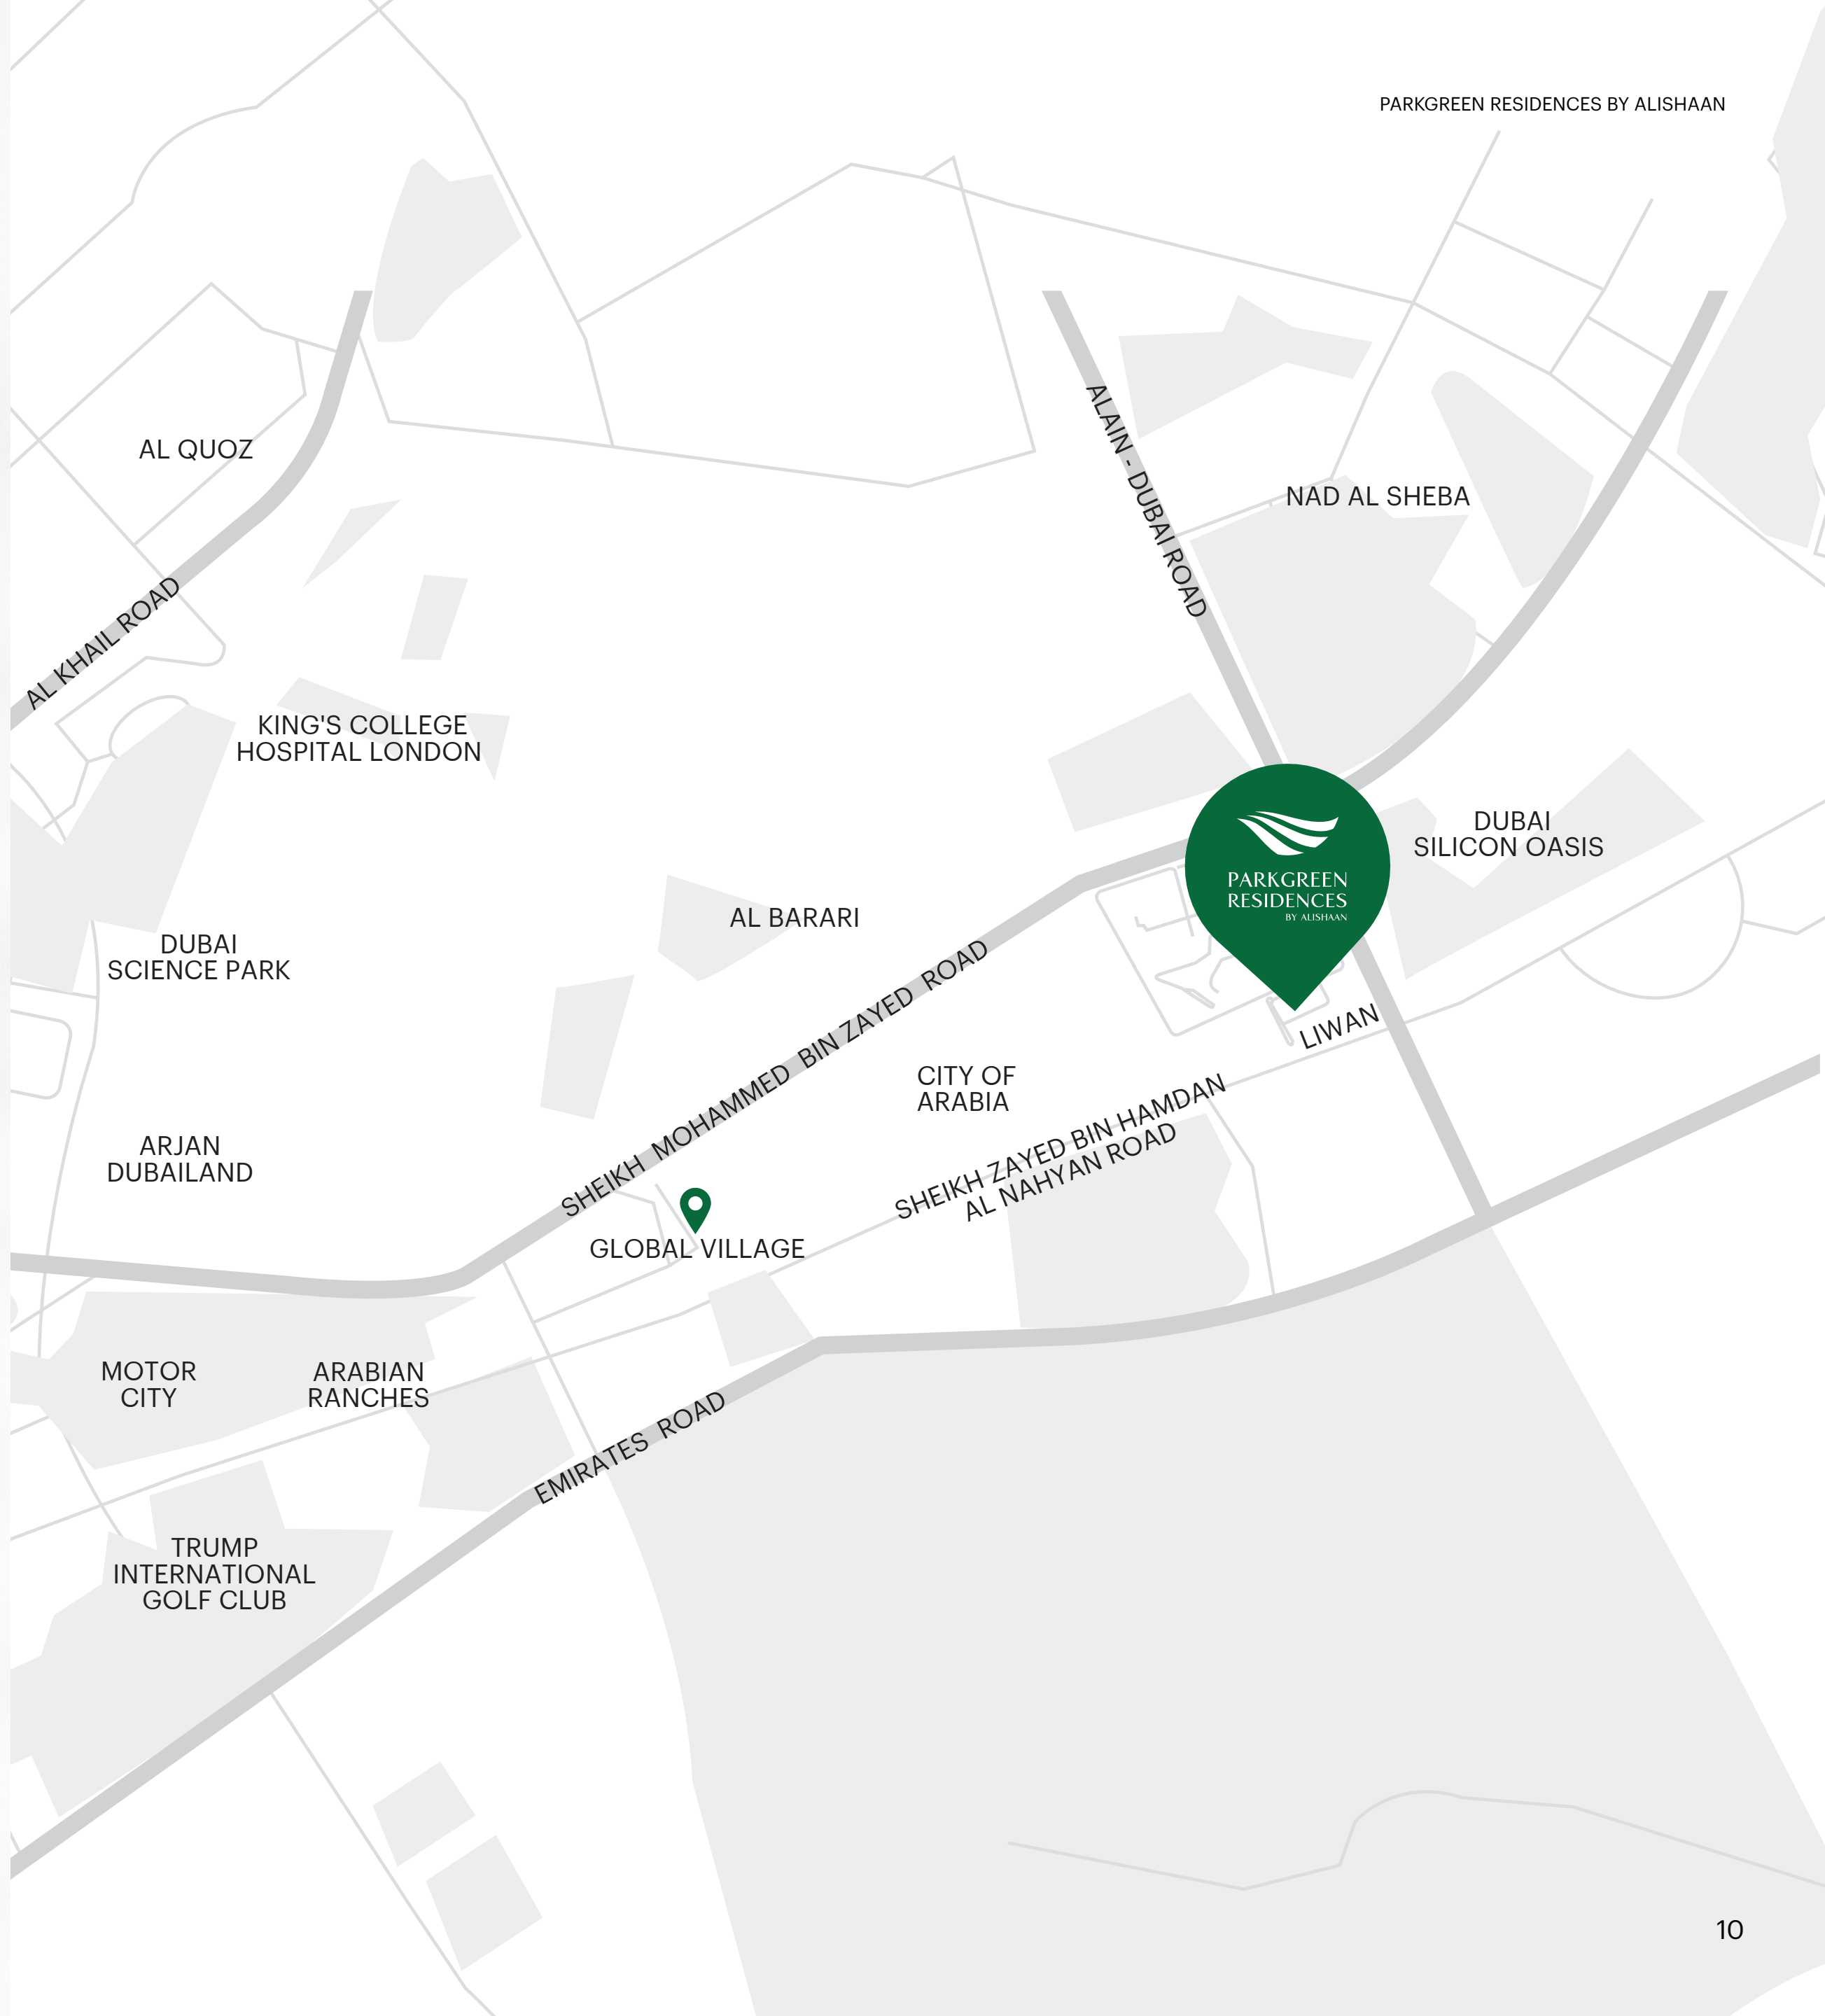 PARKGREEN RESIDENCES BY ALISHAAN
AL QUOZ
ALAIN - DUBAI ROAD
NAD AL SHEBA
AL KHAIL ROAD
KING'S COLLEGE
HOSPITAL LONDON
DUBAI
SILICON OASIS
PARKGREEN
RESIDENCES
BY ALISHAAN
AL BARARI
DUBAI
SCIENCE PARK
SHEIKH MOHAMMED BIN ZAYED ROAD
LIWAN
CITY OF
ARABIA
SHEIKH ZAYED BIN HAMDAN
AL NAHYAN ROAD
ARJAN
DUBAILAND
GLOBAL VILLAGE
MOTOR
CITY
ARABIAN
RANCHES
EMIRATES ROAD
TRUMP
INTERNATIONAL
GOLF CLUB
10